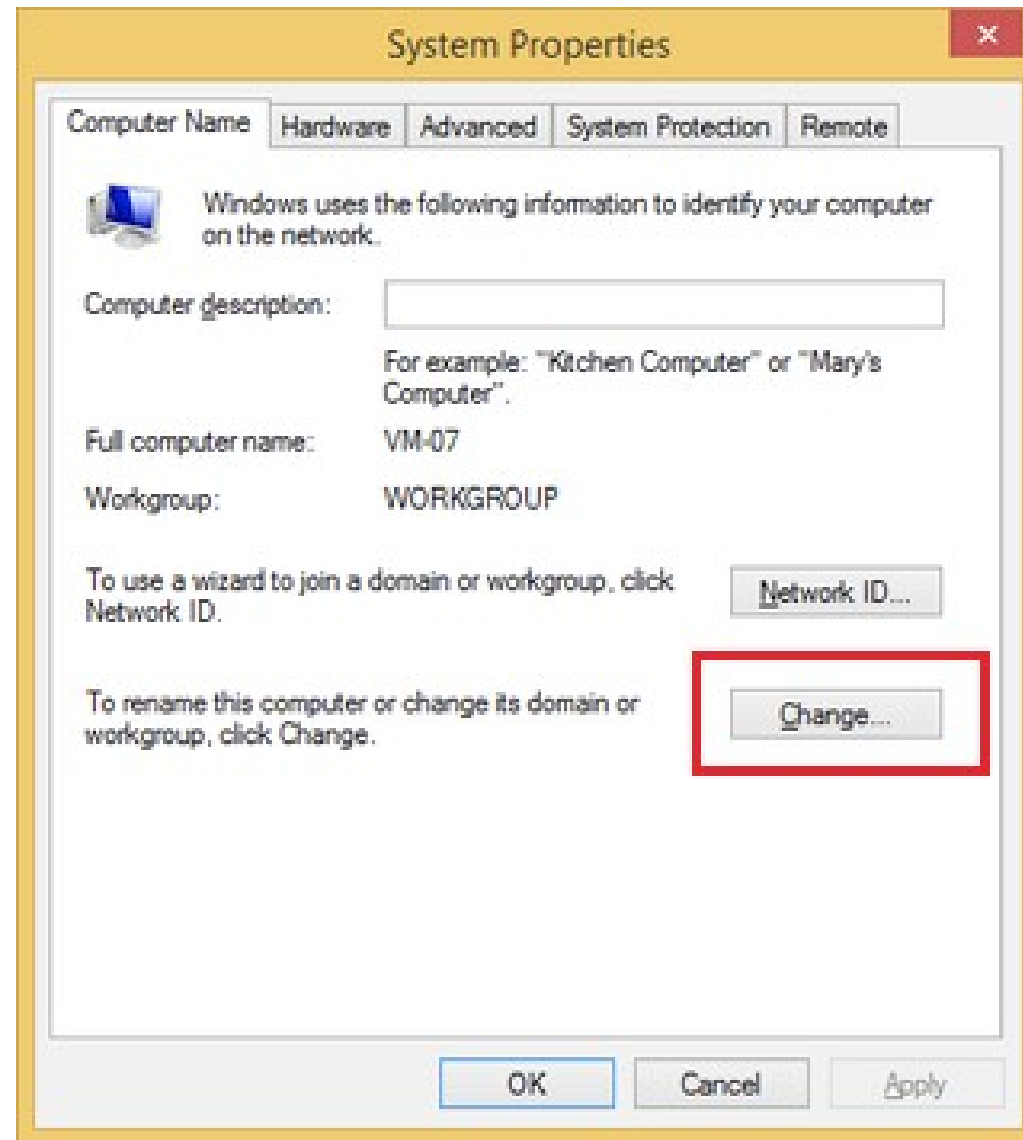 System Properties
Computer Name Hardware Advanced System Protection Remote
Windows uses the following information to identify your computer
on the network.
Computer description:
For example: "Kitchen Computer" or "Mary's
Computer".
Full computer name: VM-07
Workgroup: WORKGROUP
To use a wizard to join a domain or workgroup, click
Network ID.
Network ID...
To rename this computer or change its domain or
workgroup, click Change.
Change...
OK Cancel Apply